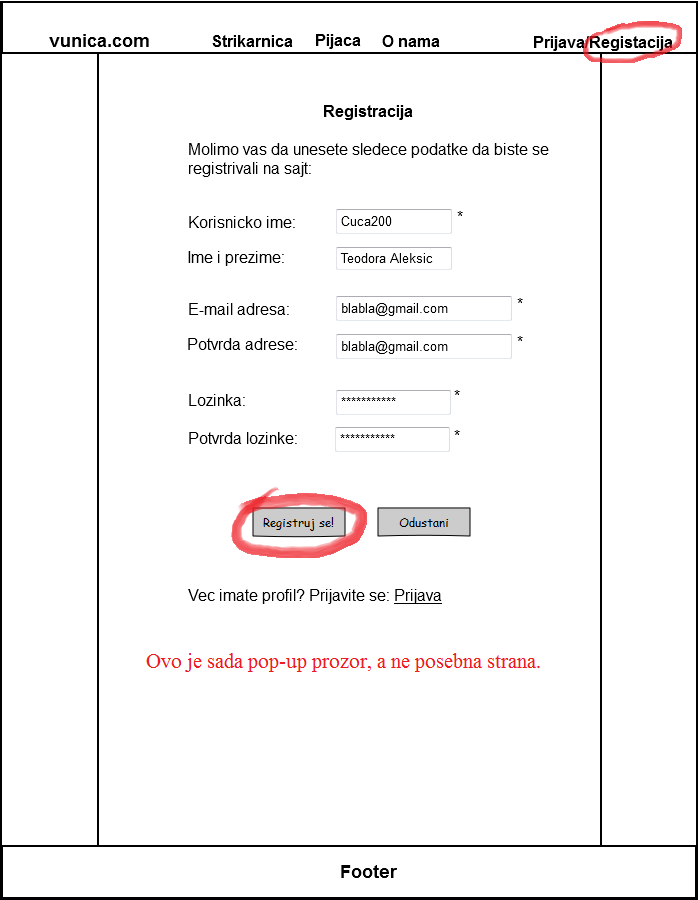 vunica.com Strikarnica Pijaca O nama Prijava/Registacija
Registracija
Molimo vas da unesete sledece podatke da biste se
registrivali na sajt:
Korisnicko ime: Cuca200 *
Ime i prezime: Teodora Aleksic
E-mail adresa: blabla@gmail.com *
Potvrda adrese: blabla@gmail.com *
Lozinka: *********** *
Potvrda lozinke: *********** *
Registruj se! Odustani
Vec imate profil? Prijavite se: Prijava
Ovo je sada pop-up prozor, a ne posebna strana.
Footer